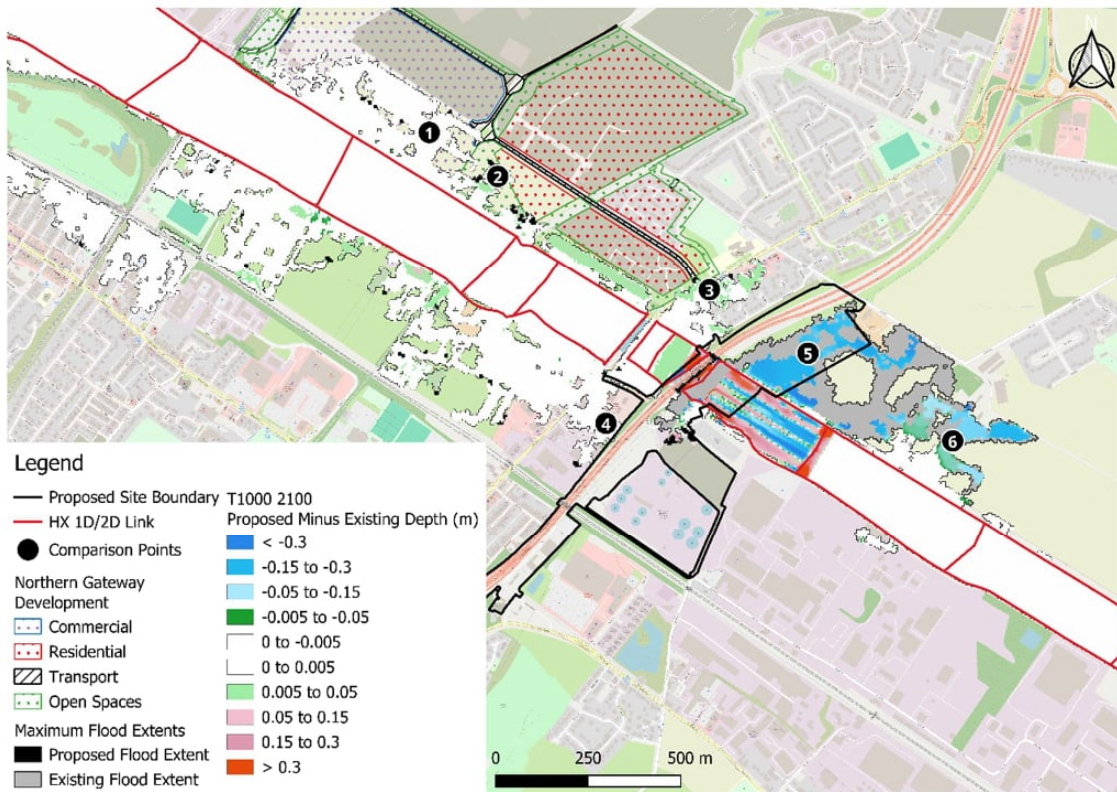 N
1
2
3
4
5
6
Legend
Proposed Site Boundary
HX 1D/2D Link
Comparison Points
Northern Gateway
Development
Commercial
Residential
Transport
Open Spaces
Maximum Flood Extents
Proposed Flood Extent
Existing Flood Extent
T1000 2100
Proposed Minus Existing Depth (m)
< -0.3
-0.15 to -0.3
-0.05 to -0.15
-0.005 to -0.05
0 to -0.005
0 to 0.005
0.005 to 0.05
0.05 to 0.15
0.15 to 0.3
> 0.3
0 250 500 m